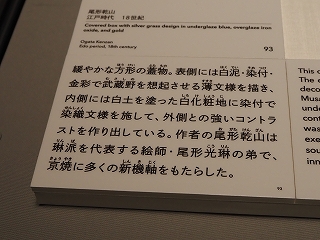 尾形乾山
江戸時代　18世紀
Covered box with silver grass design in underglaze blue, overglaze iron
oxide, and gold
Ogata Kenzan
Edo period, 18th century
93
緩やかな方形の蓋物。表側には白泥・染付・
金彩で武蔵野を想起させる薄文様を描き、
内側には白土を塗った白化粧地に染付で
染織文様を施して、外側との強いコントラ
ストを作り出している。作者の尾形乾山は
琳派を代表する絵師・尾形光琳の弟で、
京焼に多くの新機軸をもたらした。
93
This c
The
deco
Mus
und
con
was
exe
son
inn